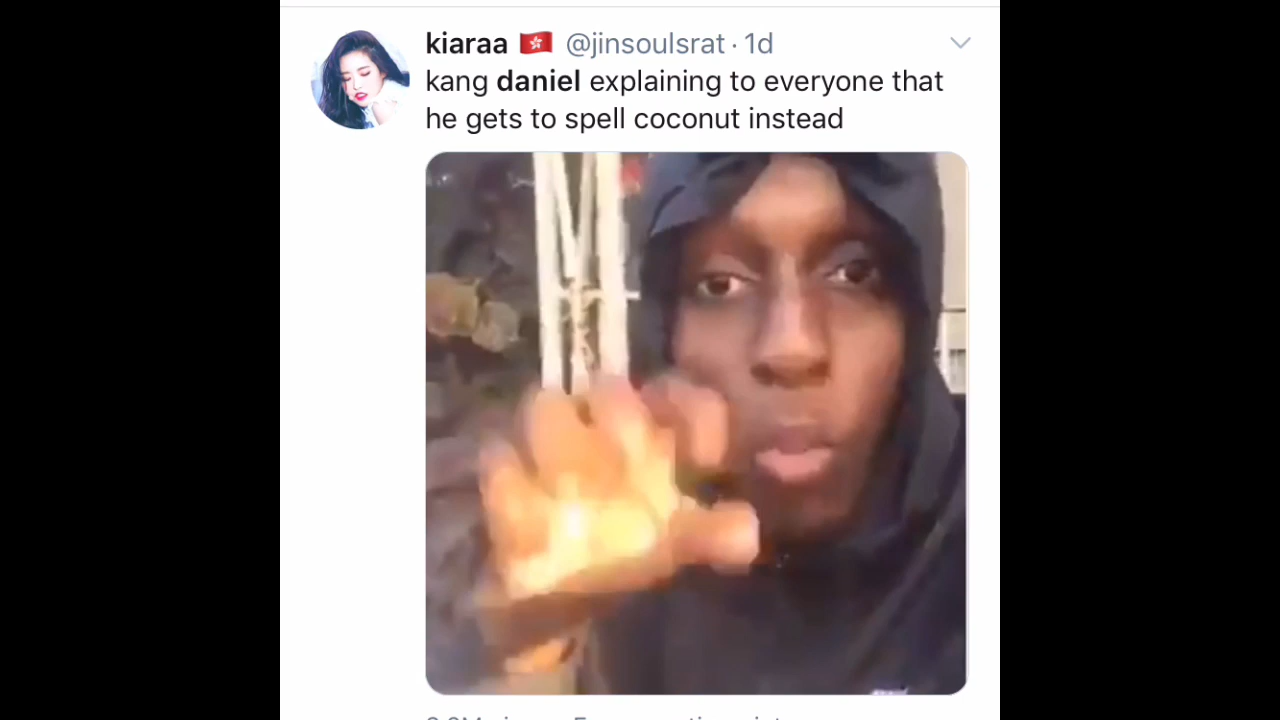 kiaraa 🇭🇰 @jinsoulsrat · 1d
kang daniel explaining to everyone that
he gets to spell coconut instead